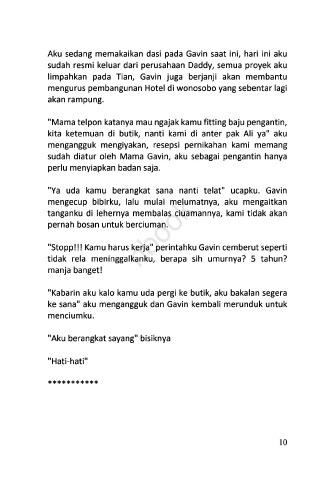 Aku sedang memakaikan dasi pada Gavin saat ini, hari ini aku
sudah resmi keluar dari perusahaan Daddy, semua proyek aku
limpahkan pada Tian, Gavin juga berjanji akan membantu
mengurus pembangunan Hotel di wonosobo yang sebentar lagi
akan rampung.
"Mama telpon katanya mau ngajak kamu fitting baju pengantin,
kita ketemuan di butik, nanti kami di anter pak Ali ya" aku
mengangguk mengiyakan, resepsi pernikahan kami memang
sudah diatur oleh Mama Gavin, aku sebagai pengantin hanya
perlu menyiapkan badan saja.
"Ya uda kamu berangkat sana nanti telat" ucapku. Gavin
mengecup bibirku, lalu mulai melumatnya, aku mengaitkan
tanganku di lehernya membalas ciuamannya, kami tidak akan
pernah bosan untuk berciuman.
"Stopp!!! Kamu harus kerja" perintahku Gavin cemberut seperti
tidak rela meninggalkanku, berapa sih umurnya? 5 tahun?
manja banget!
"Kabarin aku kalo kamu uda pergi ke butik, aku bakalan segera
ke sana" aku mengangguk dan Gavin kembali merunduk untuk
menciumku.
"Aku berangkat sayang" bisiknya
"Hati-hati"
***********
10